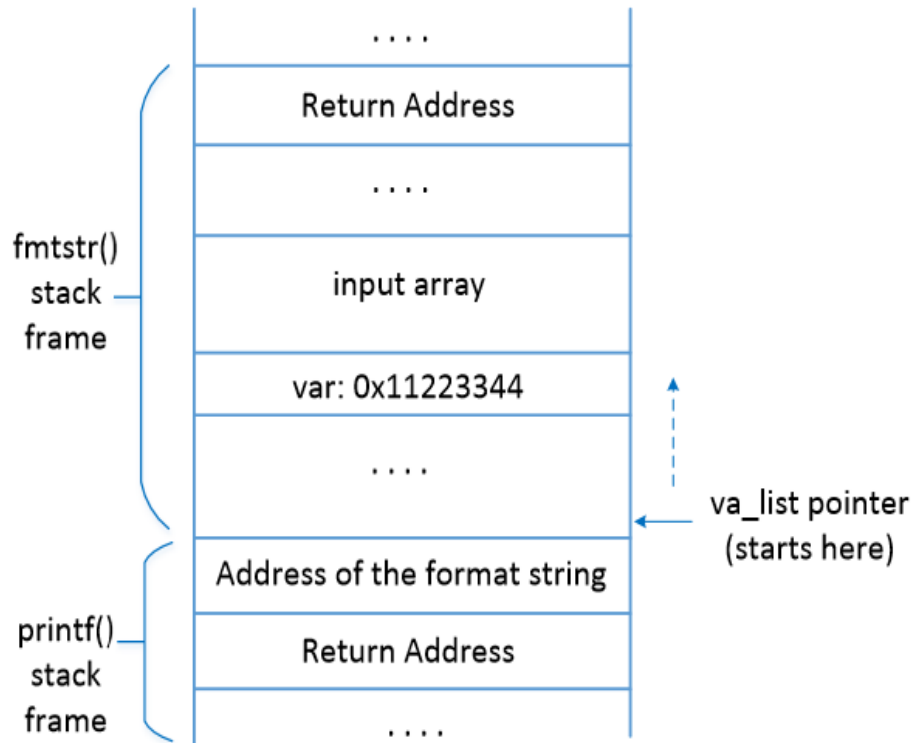 . . . .
Return Address
. . . .
fmtstr()
stack
frame
input array
var: 0x11223344
. . . .
va_list pointer
(starts here)
Address of the format string
printf()
stack
frame
Return Address
. . . .